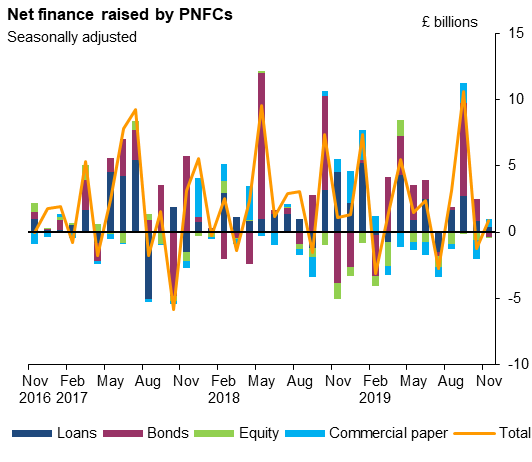 Net finance raised by PNFCs
Seasonally adjusted
£ billions
15
10
5
0
-5
-10
Nov Feb May Aug Nov Feb May Aug Nov Feb May Aug Nov
2016 2017 2018 2019
Loans Bonds Equity Commercial paper Total